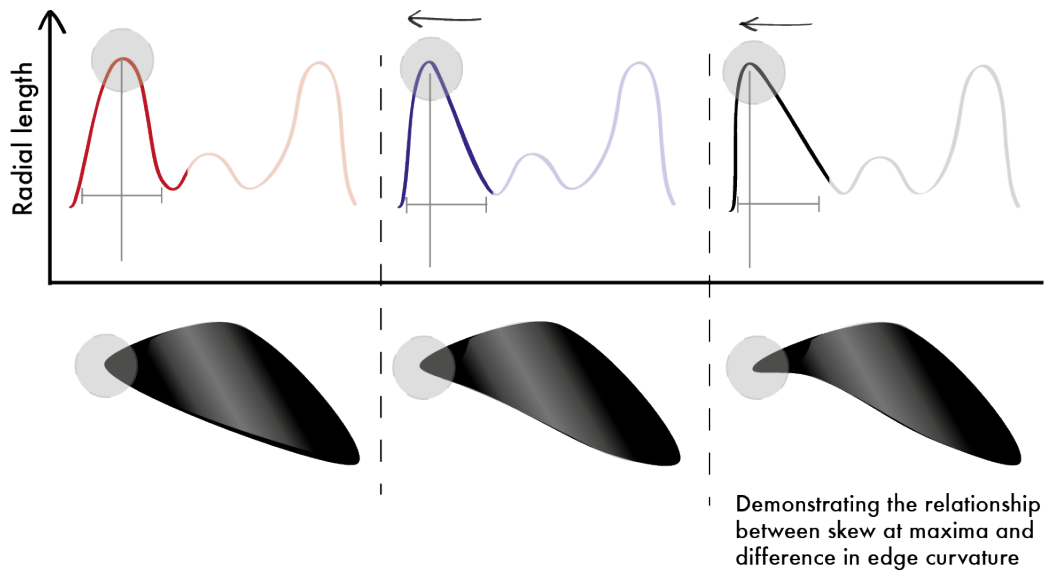 Radial length
Demonstrating the relationship
between skew at maxima and
difference in edge curvature